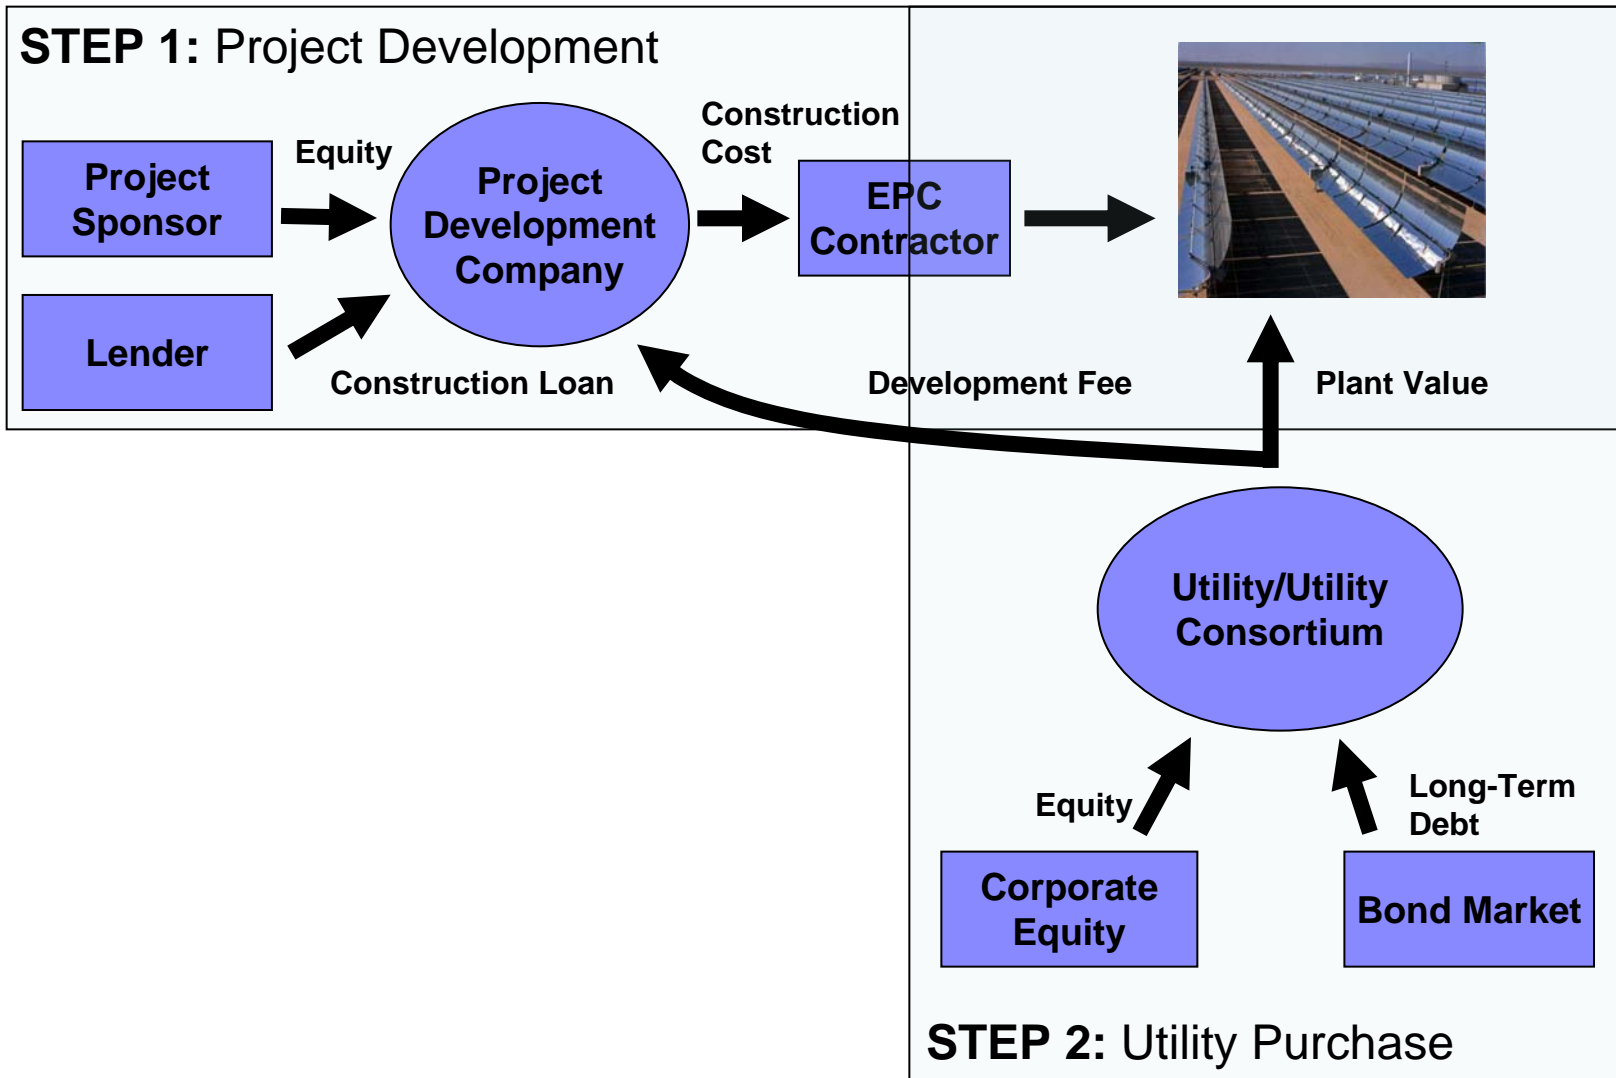 STEP 1: Project Development
Project
Sponsor
Equity
Project
Development
Company
Construction
Cost
EPC
Contractor
Lender
Construction Loan
Development Fee
Plant Value
Utility/Utility
Consortium
Equity
Long-Term
Debt
Corporate
Equity
Bond Market
STEP 2: Utility Purchase